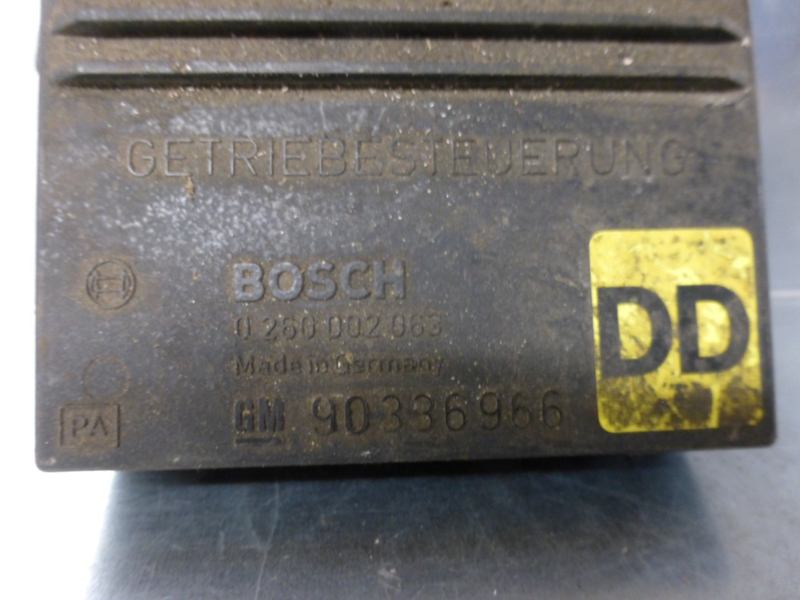 GETRIEBESTEUERUNG
BOSCH
0 260 002 063
Made in Germany
GM 90336966
PA
DD